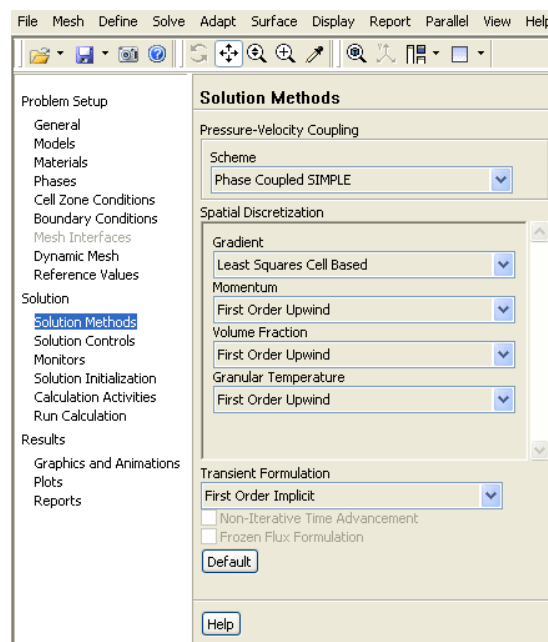 File Mesh Define Solve Adapt Surface Display Report Parallel View Help
Problem Setup
General
Models
Materials
Phases
Cell Zone Conditions
Boundary Conditions
Mesh Interfaces
Dynamic Mesh
Reference Values
Solution
Solution Methods
Solution Controls
Monitors
Solution Initialization
Calculation Activities
Run Calculation
Results
Graphics and Animations
Plots
Reports
Solution Methods
Pressure-Velocity Coupling
Scheme
Phase Coupled SIMPLE
Spatial Discretization
Gradient
Least Squares Cell Based
Momentum
First Order Upwind
Volume Fraction
First Order Upwind
Granular Temperature
First Order Upwind
Transient Formulation
First Order Implicit
Non-Iterative Time Advancement
Frozen Flux Formulation
Default
Help